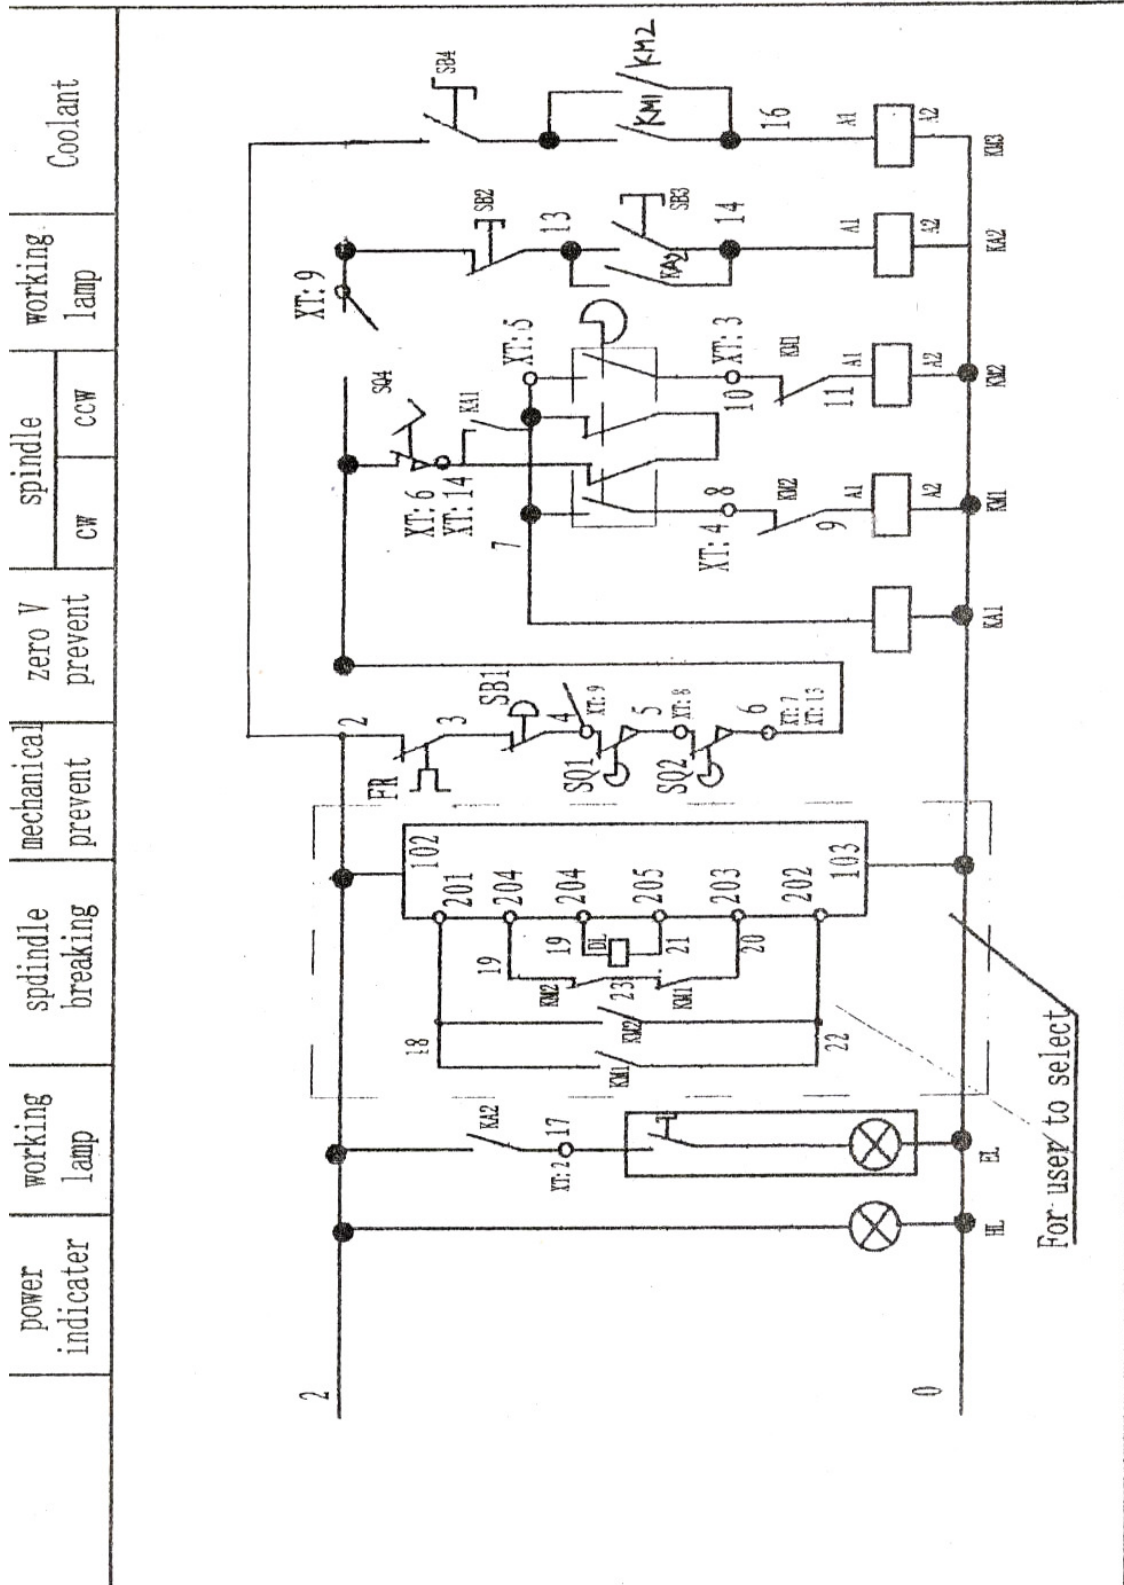 power
indicater
working
lamp
spdindle
breaking
mechanical
prevent
zero V
prevent
spindle
cw
ccw
working
lamp
Coolant
2
0
HL
KA2
17
XT: 2
EL
18
KM1
KM2
22
19
KM2
23
KM1
20
19
DL
21
201
204
204
205
203
202
102
103
For user to select
2
FR
3
SB1
4
XT: 9
SQ1
5
XT: 8
SQ2
6
XT: 7
XT: 13
KA1
7
XT: 6
XT: 14
SQ4
KA1
XT: 4
8
KM2
9
A1
A2
KM1
XT: 5
10
XT: 3
KM1
11
A1
A2
KM2
XT: 9
SB2
13
KA2
SB3
14
A1
A2
KA2
SB4
KM1
KM2
16
A1
A2
KM3